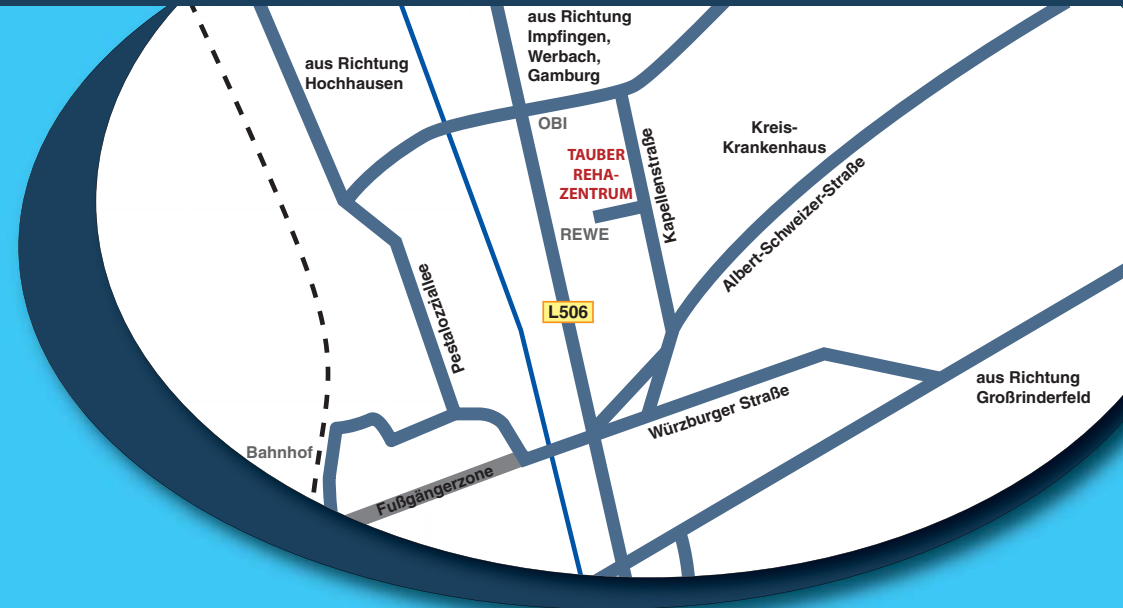 aus Richtung
Impfingen,
Werbach,
Gamburg
aus Richtung
Hochhausen
OBI
Kreis-
Krankenhaus
TAUBER
REHA-
ZENTRUM
Kapellenstraße
REWE
Albert-Schweizer-Straße
L506
Pestalozziallee
aus Richtung
Großrinderfeld
Würzburger Straße
Bahnhof
Fußgängerzone